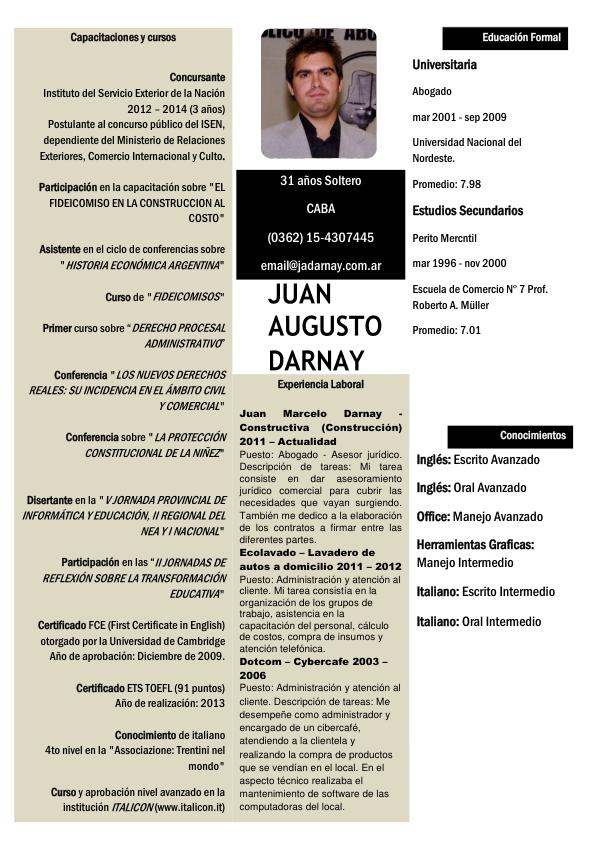 Capacitaciones y cursos
Concursante
Instituto del Servicio Exterior de la Nación
2012 – 2014 (3 años)
Postulante al concurso público del ISEN,
dependiente del Ministerio de Relaciones
Exteriores, Comercio Internacional y Culto.
Participación en la capacitación sobre "EL
FIDEICOMISO EN LA CONSTRUCCION AL
COSTO"
Asistente en el ciclo de conferencias sobre
" HISTORIA ECONÓMICA ARGENTINA"
Curso de " FIDEICOMISOS"
Primer curso sobre “ DERECHO PROCESAL
ADMINISTRATIVO"
Conferencia " LOS NUEVOS DERECHOS
REALES: SU INCIDENCIA EN EL ÁMBITO CIVIL
Y COMERCIAL"
Conferencia sobre " LA PROTECCIÓN
CONSTITUCIONAL DE LA NIÑEZ"
Disertante en la " V JORNADA PROVINCIAL DE
INFORMÁTICA Y EDUCACIÓN, II REGIONAL DEL
NEA Y I NACIONAL"
Participación en las “II JORNADAS DE
REFLEXIÓN SOBRE LA TRANSFORMACIÓN
EDUCATIVA"
Certificado FCE (First Certificate in English)
otorgado por la Universidad de Cambridge
Año de aprobación: Diciembre de 2009.
Certificado ETS TOEFL (91 puntos)
Año de realización: 2013
Conocimiento de italiano
4to nivel en la "Associazione: Trentini nel
mondo"
Curso y aprobación nivel avanzado en la
institución ITALICON (www.italicon.it)
31 años Soltero
CABA
(0362) 15-4307445
email@jadarnay.com.ar
JUAN
AUGUSTO
DARNAY
Experiencia Laboral
Juan Marcelo Darnay -
Constructiva (Construcción)
2011 – Actualidad
Puesto: Abogado - Asesor jurídico.
Descripción de tareas: Mi tarea
consiste en dar asesoramiento
jurídico comercial para cubrir las
necesidades que vayan surgiendo.
También me dedico a la elaboración
de los contratos a firmar entre las
diferentes partes.
Ecolavado – Lavadero de
autos a domicilio 2011 – 2012
Puesto: Administración y atención al
cliente. Mi tarea consistía en la
organización de los grupos de
trabajo, asistencia en la
capacitación del personal, cálculo
de costos, compra de insumos y
atención telefónica.
Dotcom – Cybercafe 2003 –
2006
Puesto: Administración y atención al
cliente. Descripción de tareas: Me
desempeñe como administrador y
encargado de un cibercafé,
atendiendo a la clientela y
realizando la compra de productos
que se vendían en el local. En el
aspecto técnico realizaba el
mantenimiento de software de las
computadoras del local.
Educación Formal
Universitaria
Abogado
mar 2001 - sep 2009
Universidad Nacional del
Nordeste.
Promedio: 7.98
Estudios Secundarios
Perito Mercntil
mar 1996 - nov 2000
Escuela de Comercio N° 7 Prof.
Roberto A. Müller
Promedio: 7.01
Conocimientos
Inglés: Escrito Avanzado
Inglés: Oral Avanzado
Office: Manejo Avanzado
Herramientas Graficas:
Manejo Intermedio
Italiano: Escrito Intermedio
Italiano: Oral Intermedio